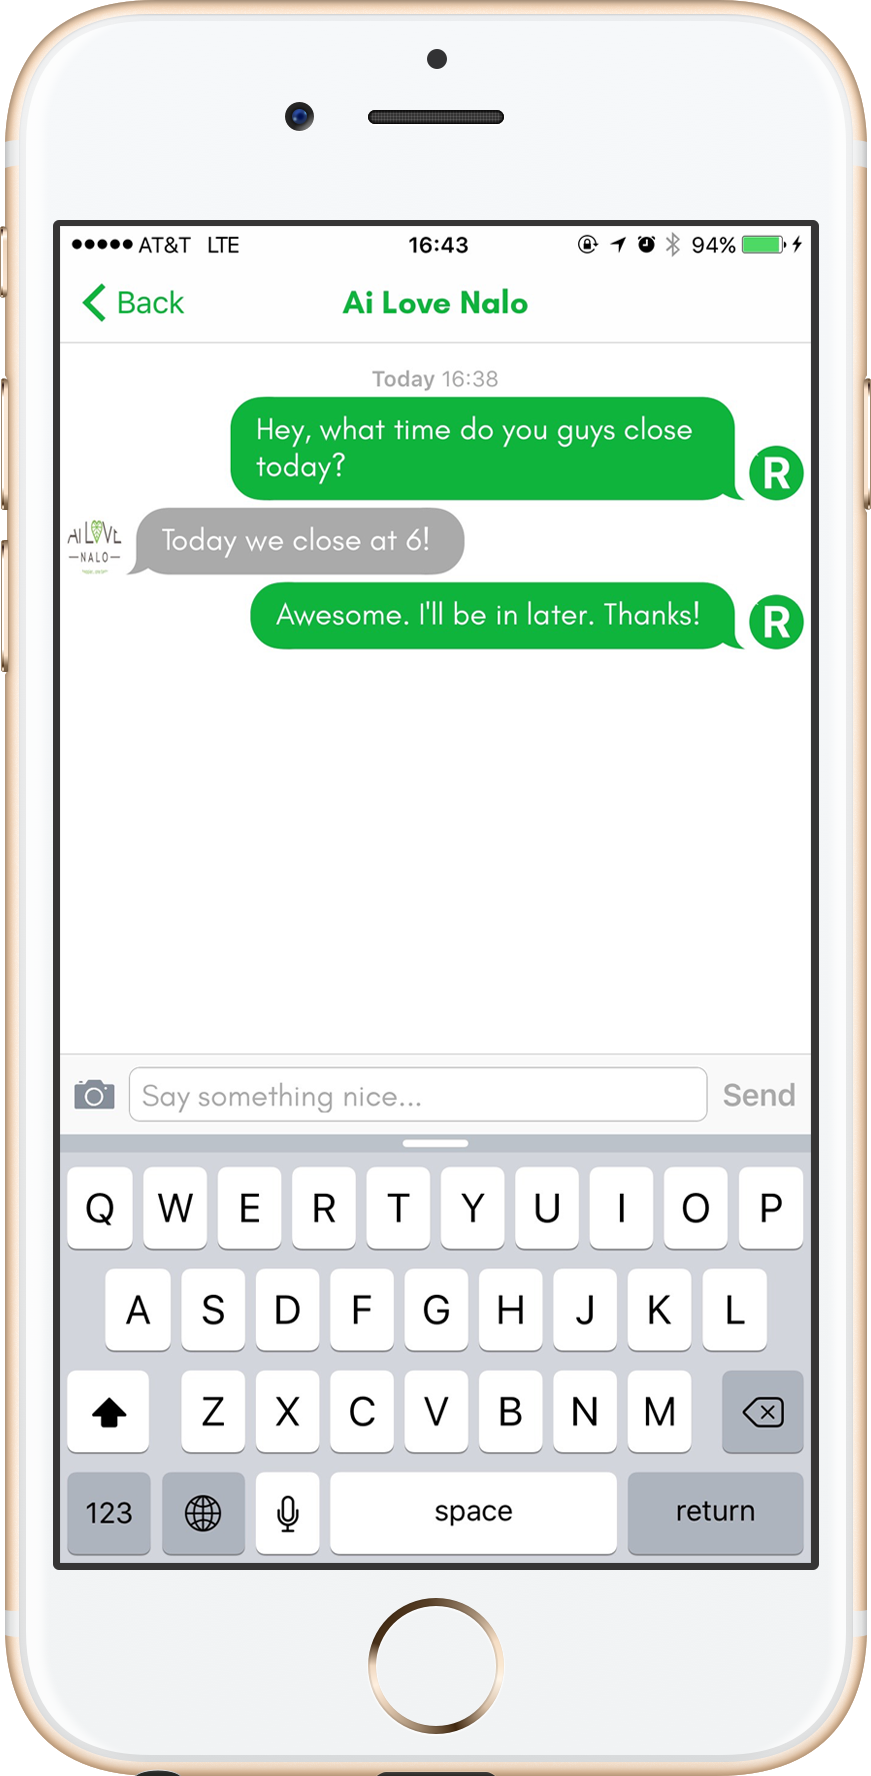 AT&T LTE 16:43 94%
Back Ai Love Nalo
Today 16:38
Hey, what time do you guys close
today?
R
AI LOVE
—NALO—
Today we close at 6!
Awesome. I'll be in later. Thanks!
R
Say something nice... Send
Q W E R T Y U I O P
A S D F G H J K L
Z X C V B N M
123 space return